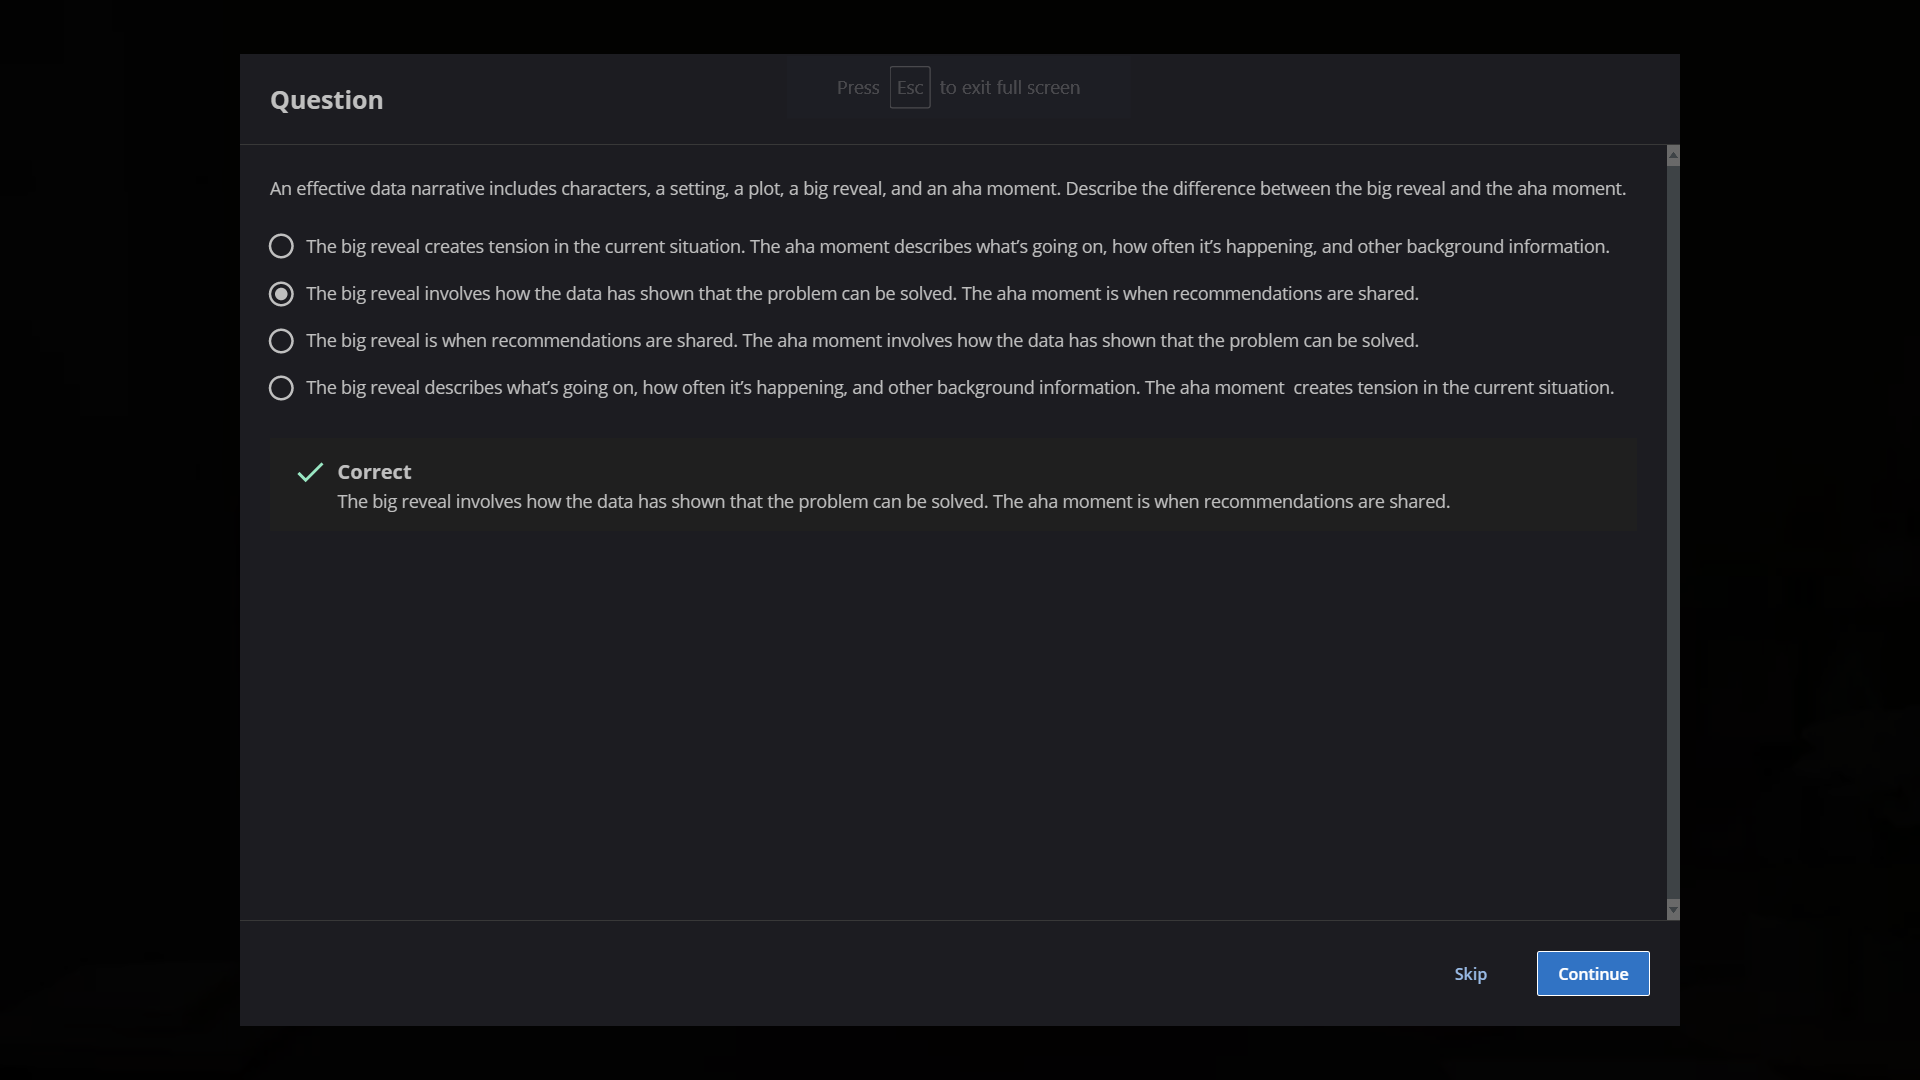 Press Esc to exit full screen
Question
An effective data narrative includes characters, a setting, a plot, a big reveal, and an aha moment. Describe the difference between the big reveal and the aha moment.
The big reveal creates tension in the current situation. The aha moment describes what’s going on, how often it’s happening, and other background information.
The big reveal involves how the data has shown that the problem can be solved. The aha moment is when recommendations are shared.
The big reveal is when recommendations are shared. The aha moment involves how the data has shown that the problem can be solved.
The big reveal describes what’s going on, how often it’s happening, and other background information. The aha moment  creates tension in the current situation.
Correct
The big reveal involves how the data has shown that the problem can be solved. The aha moment is when recommendations are shared.
Skip Continue